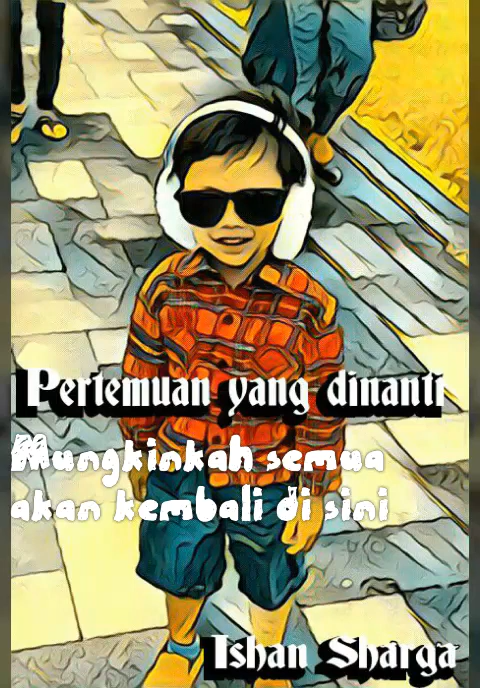 Pertemuan yang dinanti
Mungkinkah semua
akan kembali di sini
Ishan Sharga